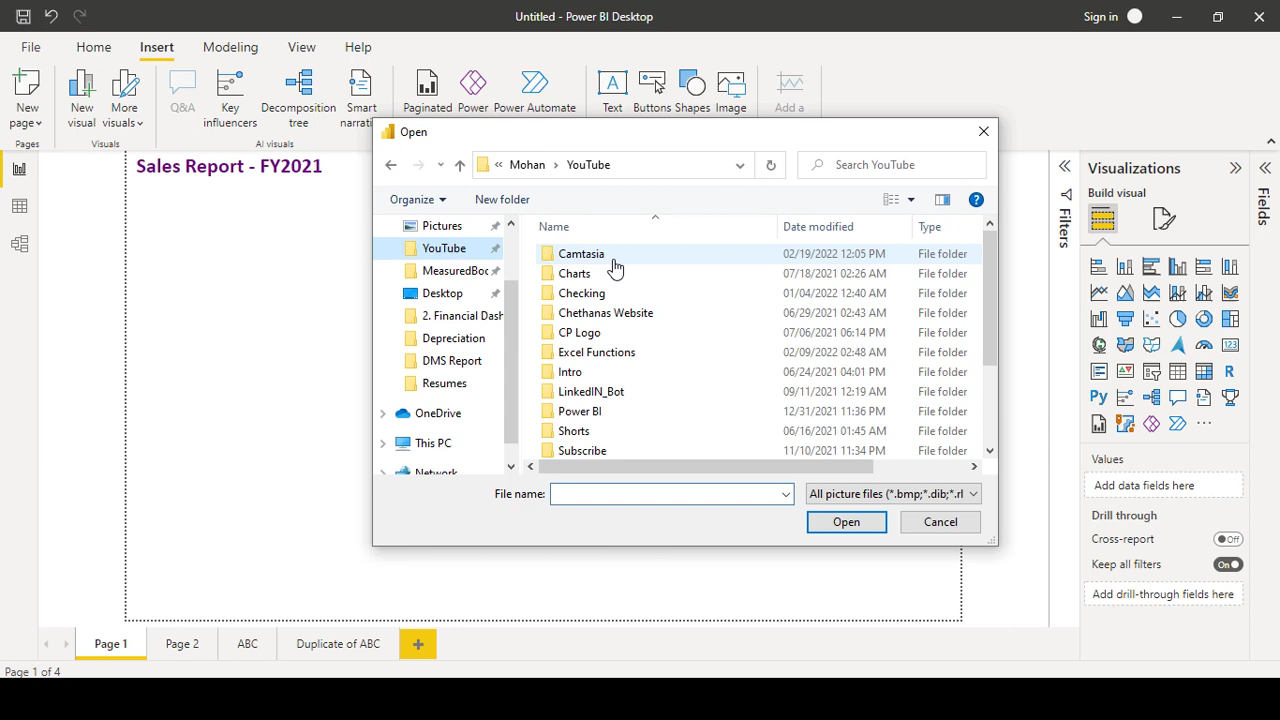 Untitled - Power BI Desktop
Sign in
File Home Insert Modeling View Help
New page
New visual
More visuals
Q&A
Key influencers
Decomposition tree
Smart
Paginated
Power
Power Automate
Text
Buttons
Shapes
Image
Add a
Pages
Visuals
AI visuals
Sales Report - FY2021
Open
« Mohan › YouTube
Search YouTube
Organize
New folder
Pictures
YouTube
MeasuredBoo
Desktop
2. Financial Dash
Depreciation
DMS Report
Resumes
OneDrive
This PC
Network
Name Date modified Type
Camtasia 02/19/2022 12:05 PM File folder
Charts 07/18/2021 02:26 AM File folder
Checking 01/04/2022 12:40 AM File folder
Chethanas Website 06/29/2021 02:43 AM File folder
CP Logo 07/06/2021 06:14 PM File folder
Excel Functions 02/09/2022 02:48 AM File folder
Intro 06/24/2021 04:01 PM File folder
LinkedIN_Bot 09/11/2021 12:19 AM File folder
Power BI 12/31/2021 11:36 PM File folder
Shorts 06/16/2021 01:45 AM File folder
Subscribe 11/10/2021 11:34 PM File folder
File name:
All picture files (*.bmp;*.dib;*.rl
Open
Cancel
Filters
Visualizations
Build visual
Values
Add data fields here
Drill through
Cross-report Off
Keep all filters On
Add drill-through fields here
Fields
Page 1
Page 2
ABC
Duplicate of ABC
Page 1 of 4